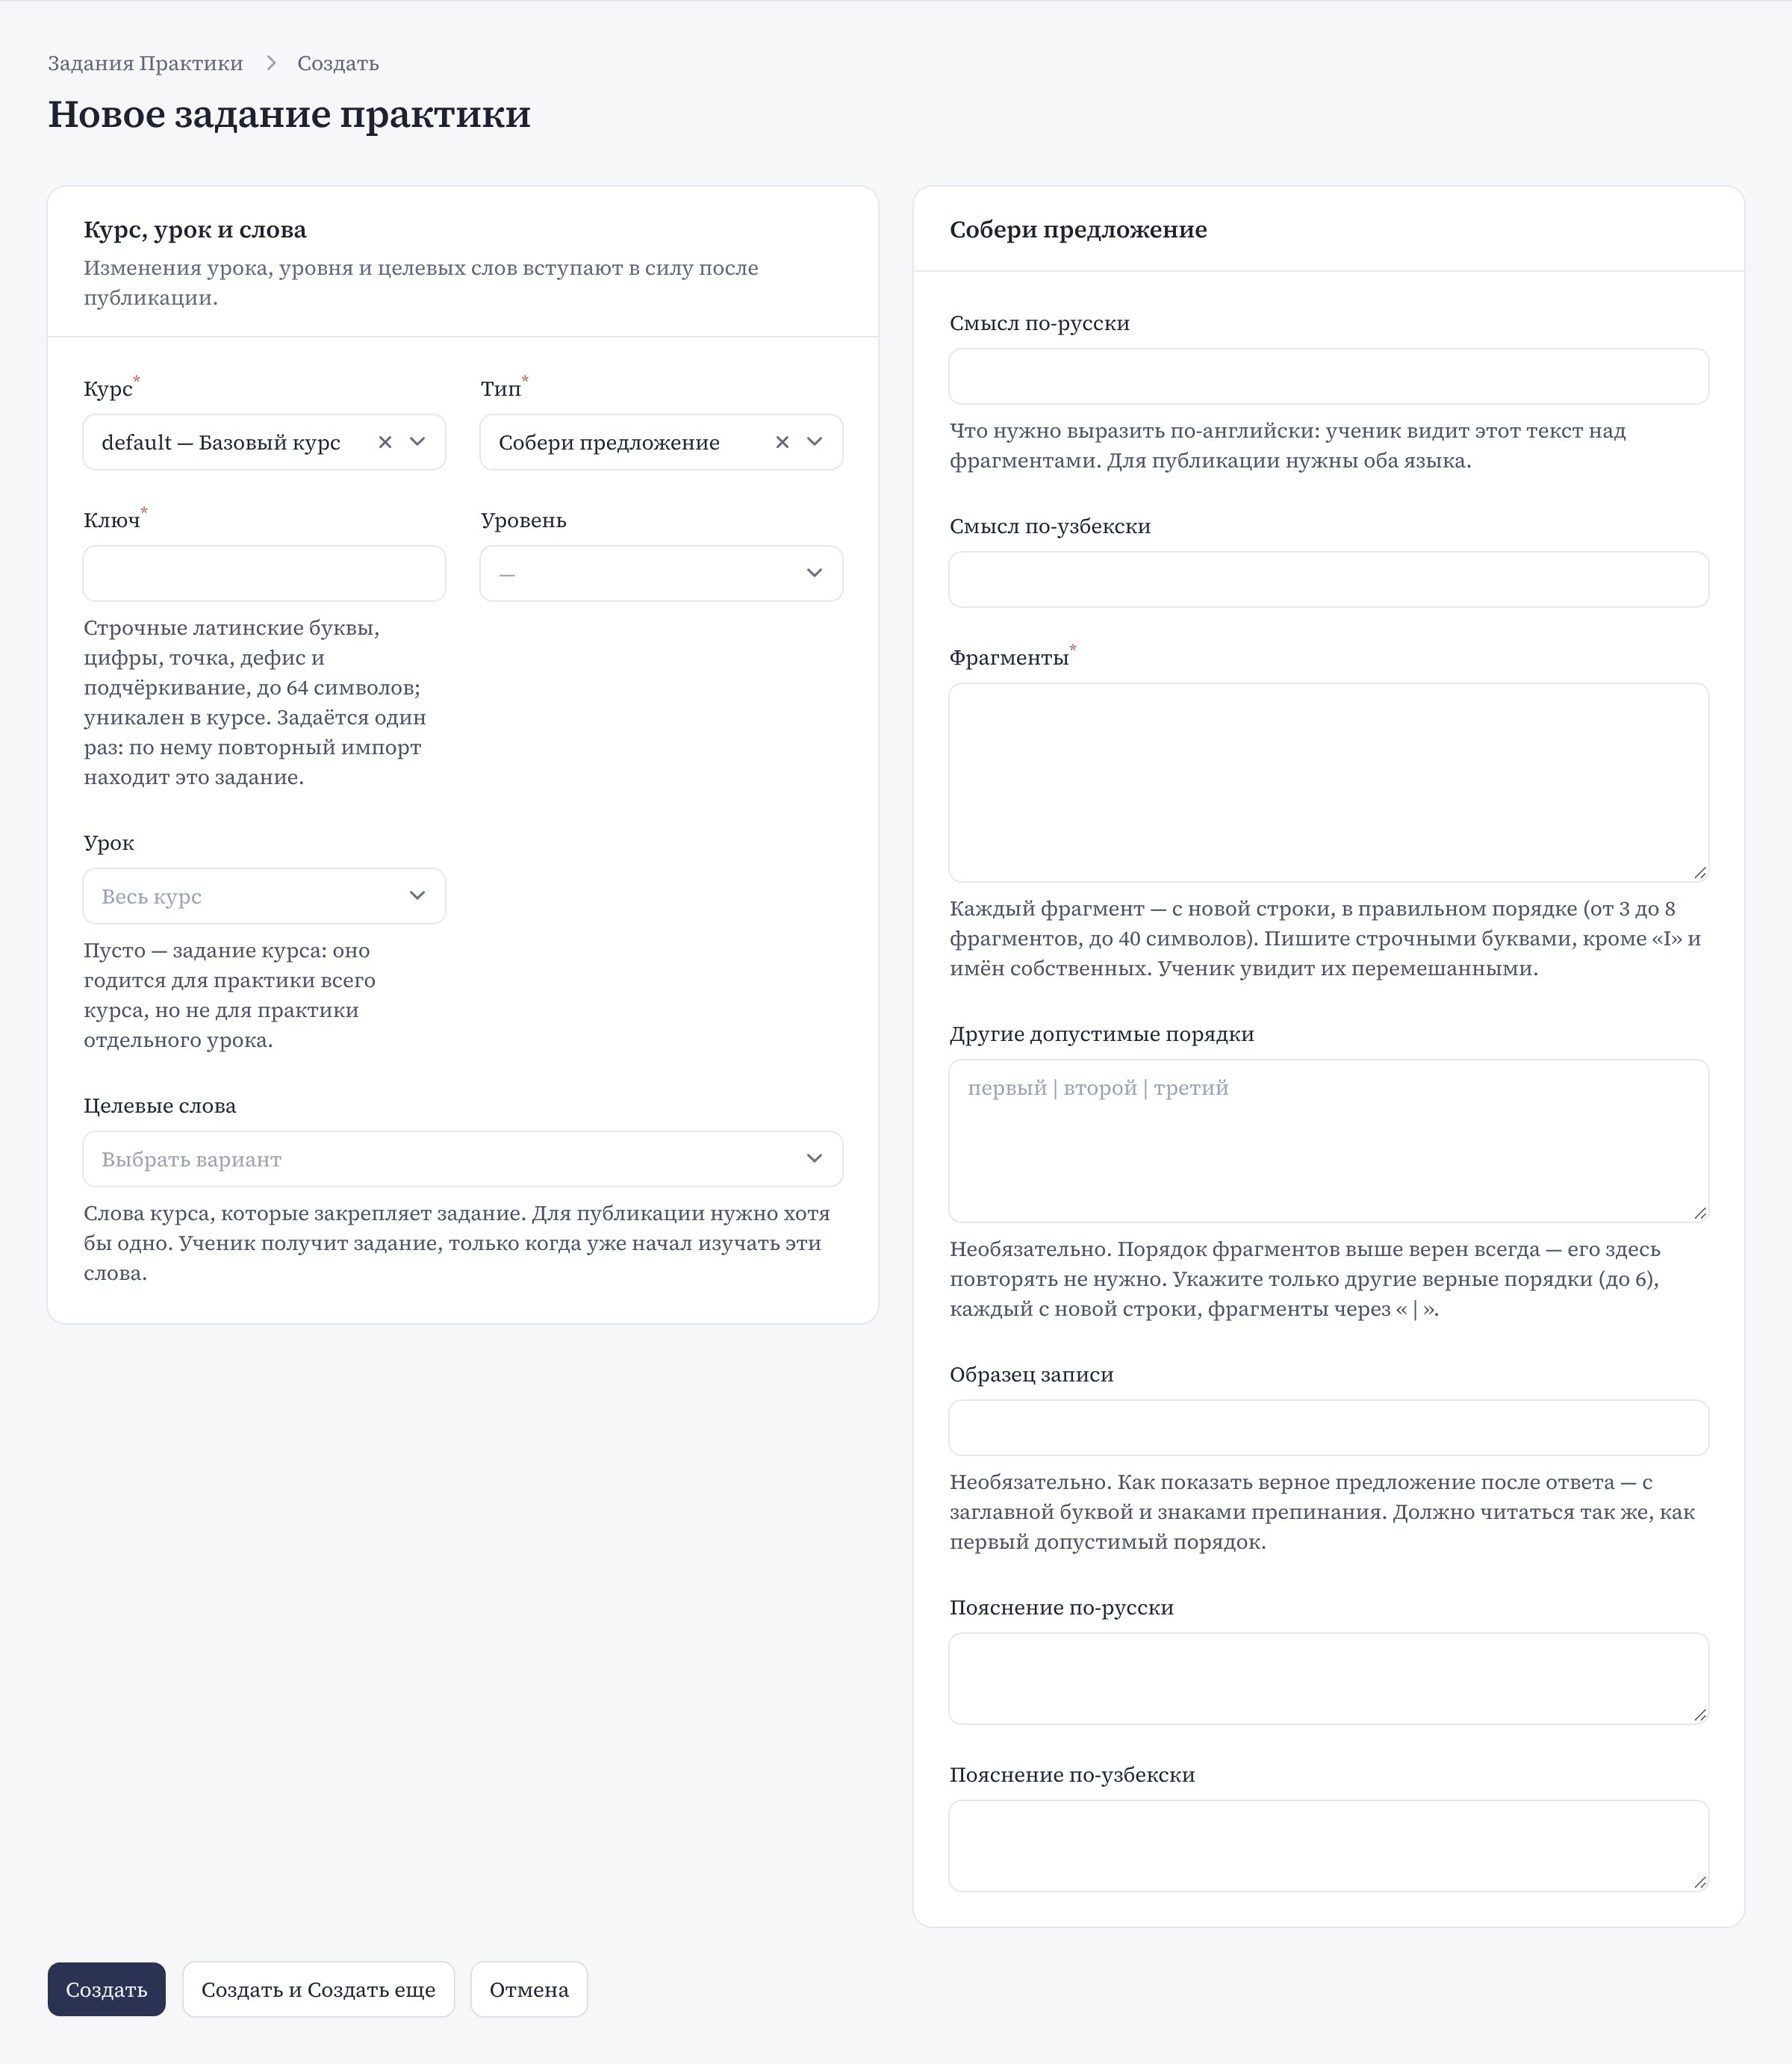 Задания Практики > Создать
Новое задание практики
Курс, урок и слова
Изменения урока, уровня и целевых слов вступают в силу после
публикации.
Курс*
default — Базовый курс
Тип*
Собери предложение
Ключ*
Строчные латинские буквы,
цифры, точка, дефис и
подчёркивание, до 64 символов;
уникален в курсе. Задаётся один
раз: по нему повторный импорт
находит это задание.
Уровень
—
Урок
Весь курс
Пусто — задание курса: оно
годится для практики всего
курса, но не для практики
отдельного урока.
Целевые слова
Выбрать вариант
Слова курса, которые закрепляет задание. Для публикации нужно хотя
бы одно. Ученик получит задание, только когда уже начал изучать эти
слова.
Собери предложение
Смысл по-русски
Что нужно выразить по-английски: ученик видит этот текст над
фрагментами. Для публикации нужны оба языка.
Смысл по-узбекски
Фрагменты*
Каждый фрагмент — с новой строки, в правильном порядке (от 3 до 8
фрагментов, до 40 символов). Пишите строчными буквами, кроме «I» и
имён собственных. Ученик увидит их перемешанными.
Другие допустимые порядки
первый | второй | третий
Необязательно. Порядок фрагментов выше верен всегда — его здесь
повторять не нужно. Укажите только другие верные порядки (до 6),
каждый с новой строки, фрагменты через « | ».
Образец записи
Необязательно. Как показать верное предложение после ответа — с
заглавной буквой и знаками препинания. Должно читаться так же, как
первый допустимый порядок.
Пояснение по-русски
Пояснение по-узбекски
Создать
Создать и Создать еще
Отмена